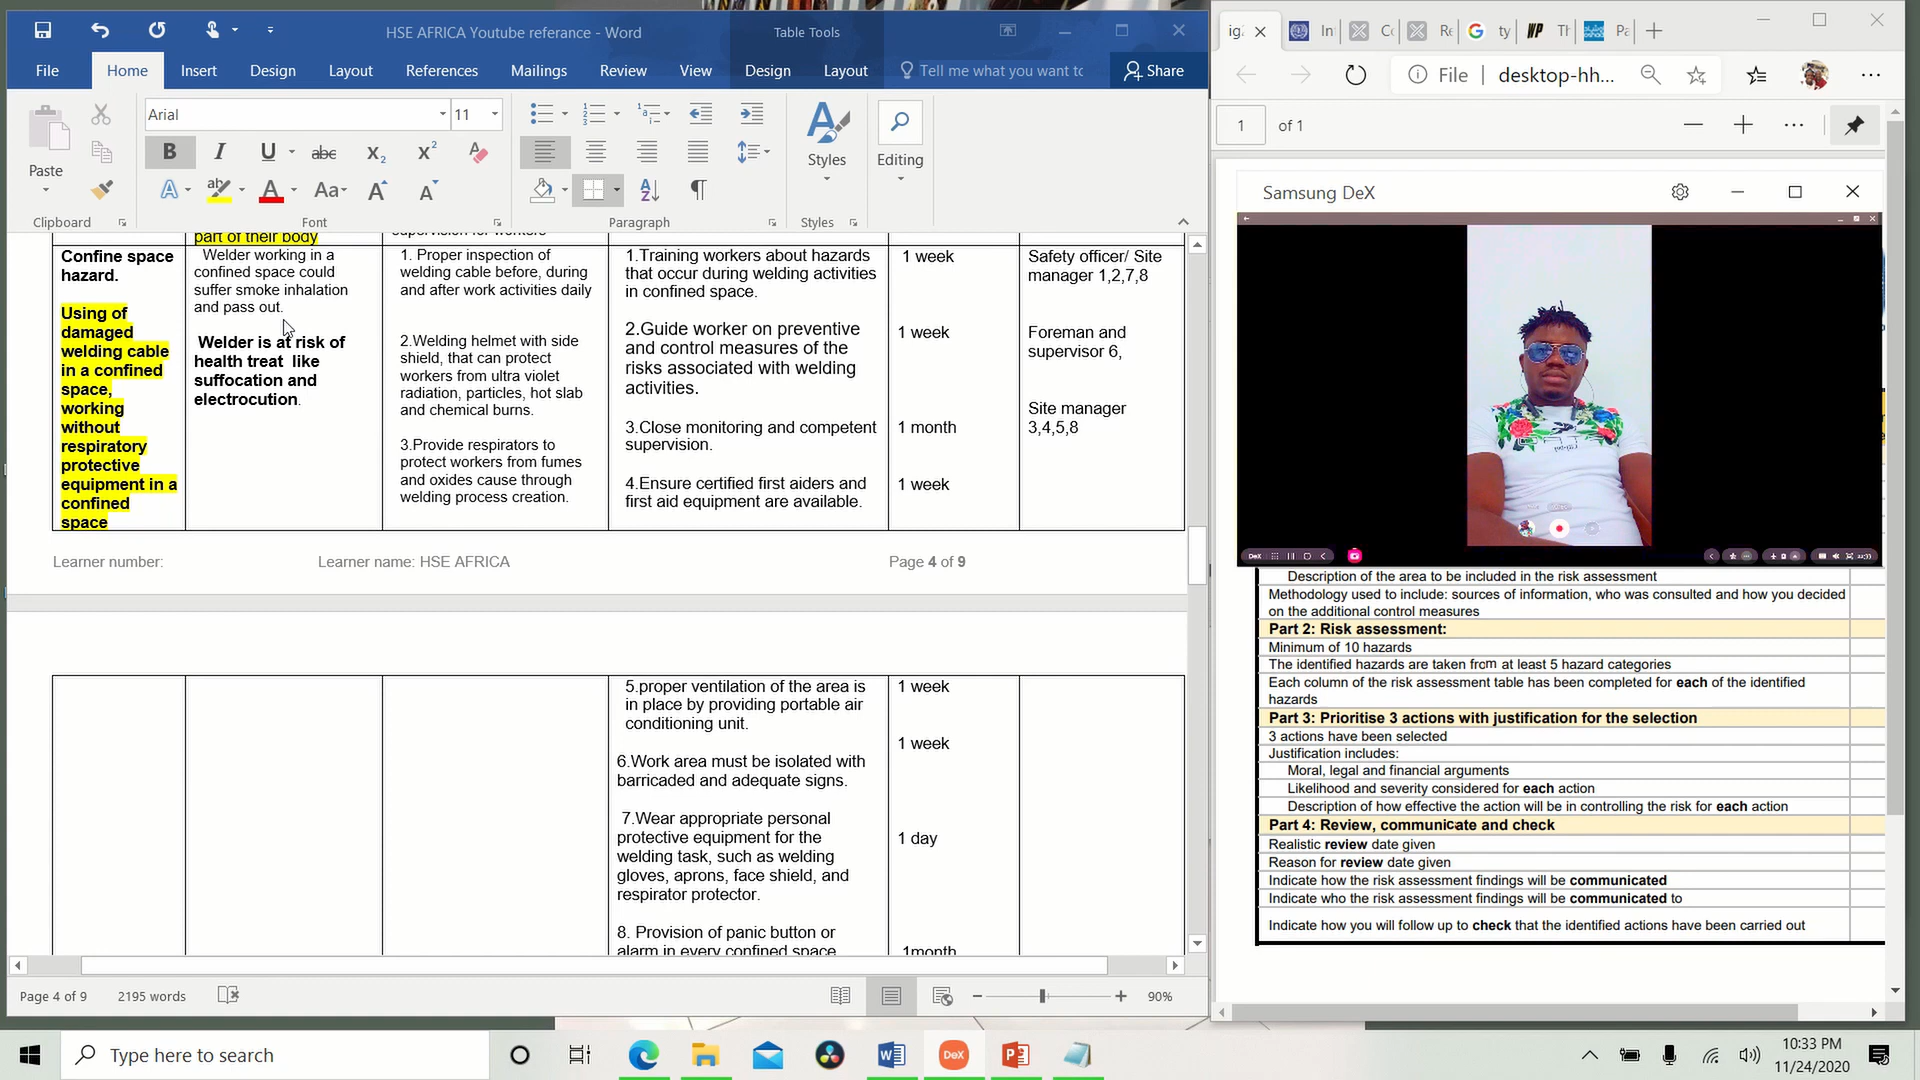 HSE AFRICA Youtube referance - Word
Table Tools
File
Home
Insert
Design
Layout
References
Mailings
Review
View
Design
Layout
Tell me what you want to
Share
Paste
Clipboard
Arial
11
Font
Paragraph
Styles
Styles
Editing
part of their body
Confine space
hazard.
Using of
damaged
welding cable
in a confined
space,
working
without
respiratory
protective
equipment in a
confined
space
Welder working in a
confined space could
suffer smoke inhalation
and pass out.
Welder is at risk of
health treat like
suffocation and
electrocution.
1. Proper inspection of
welding cable before, during
and after work activities daily
2.Welding helmet with side
shield, that can protect
workers from ultra violet
radiation, particles, hot slab
and chemical burns.
3.Provide respirators to
protect workers from fumes
and oxides cause through
welding process creation.
1.Training workers about hazards
that occur during welding activities
in confined space.
2.Guide worker on preventive
and control measures of the
risks associated with welding
activities.
3.Close monitoring and competent
supervision.
4.Ensure certified first aiders and
first aid equipment are available.
1 week
1 week
1 month
1 week
Safety officer/ Site
manager 1,2,7,8
Foreman and
supervisor 6,
Site manager
3,4,5,8
Learner number:
Learner name: HSE AFRICA
Page 4 of 9
5.proper ventilation of the area is
in place by providing portable air
conditioning unit.
6.Work area must be isolated with
barricaded and adequate signs.
7.Wear appropriate personal
protective equipment for the
welding task, such as welding
gloves, aprons, face shield, and
respirator protector.
8. Provision of panic button or
alarm in every confined space
1 week
1 week
1 day
1month
Page 4 of 9
2195 words
90%
File
desktop-hh...
1
of 1
Samsung DeX
Description of the area to be included in the risk assessment
Methodology used to include: sources of information, who was consulted and how you decided
on the additional control measures
Part 2: Risk assessment:
Minimum of 10 hazards
The identified hazards are taken from at least 5 hazard categories
Each column of the risk assessment table has been completed for each of the identified
hazards
Part 3: Prioritise 3 actions with justification for the selection
3 actions have been selected
Justification includes:
Moral, legal and financial arguments
Likelihood and severity considered for each action
Description of how effective the action will be in controlling the risk for each action
Part 4: Review, communicate and check
Realistic review date given
Reason for review date given
Indicate how the risk assessment findings will be communicated
Indicate who the risk assessment findings will be communicated to
Indicate how you will follow up to check that the identified actions have been carried out
Type here to search
DeX
10:33 PM
11/24/2020